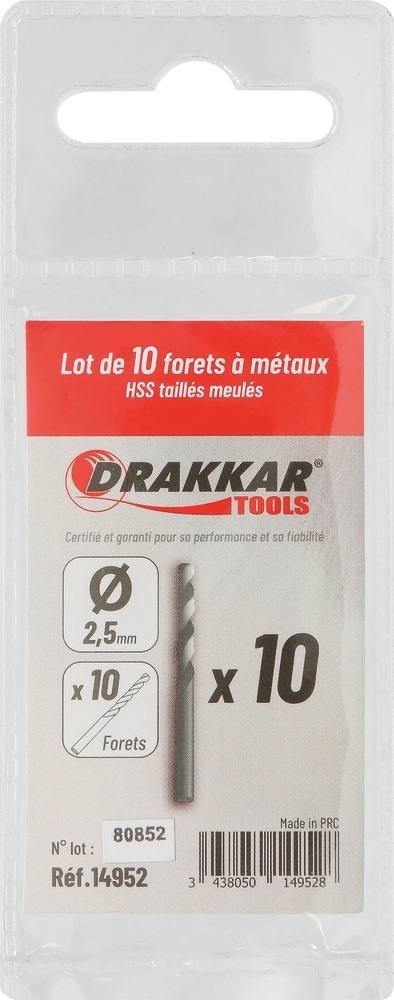 Lot de 10 forets à métaux
HSS taillés meulés
DRAKKAR®
TOOLS
Certifié et garanti pour sa performance et sa fiabilité
Ø
2,5mm
x 10
x 10
Forets
Made in PRC
N° lot : 80852
Réf.14952
3 438050 149528